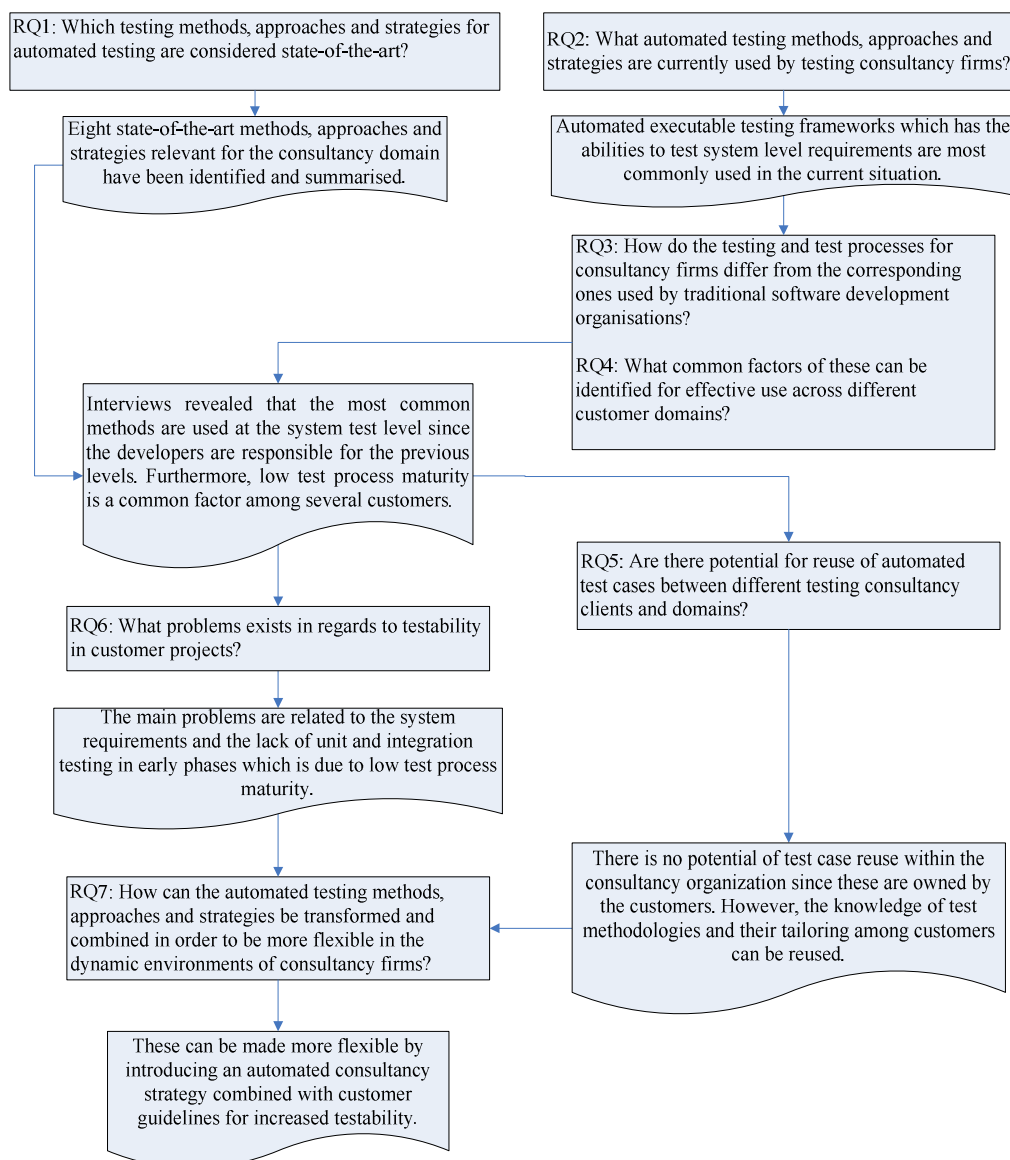 RQ1: Which testing methods, approaches and strategies for
automated testing are considered state-of-the-art?
RQ2: What automated testing methods, approaches and
strategies are currently used by testing consultancy firms?
Eight state-of-the-art methods, approaches and
strategies relevant for the consultancy domain
have been identified and summarised.
Automated executable testing frameworks which has the
abilities to test system level requirements are most
commonly used in the current situation.
RQ3: How do the testing and test processes for
consultancy firms differ from the corresponding
ones used by traditional software development
organisations?
RQ4: What common factors of these can be
identified for effective use across different
customer domains?
Interviews revealed that the most common
methods are used at the system test level since
the developers are responsible for the previous
levels. Furthermore, low test process maturity
is a common factor among several customers.
RQ5: Are there potential for reuse of automated
test cases between different testing consultancy
clients and domains?
RQ6: What problems exists in regards to testability
in customer projects?
The main problems are related to the system
requirements and the lack of unit and integration
testing in early phases which is due to low test process
maturity.
There is no potential of test case reuse within the
consultancy organization since these are owned by
the customers. However, the knowledge of test
methodologies and their tailoring among customers
can be reused.
RQ7: How can the automated testing methods,
approaches and strategies be transformed and
combined in order to be more flexible in the
dynamic environments of consultancy firms?
These can be made more flexible by
introducing an automated consultancy
strategy combined with customer
guidelines for increased testability.